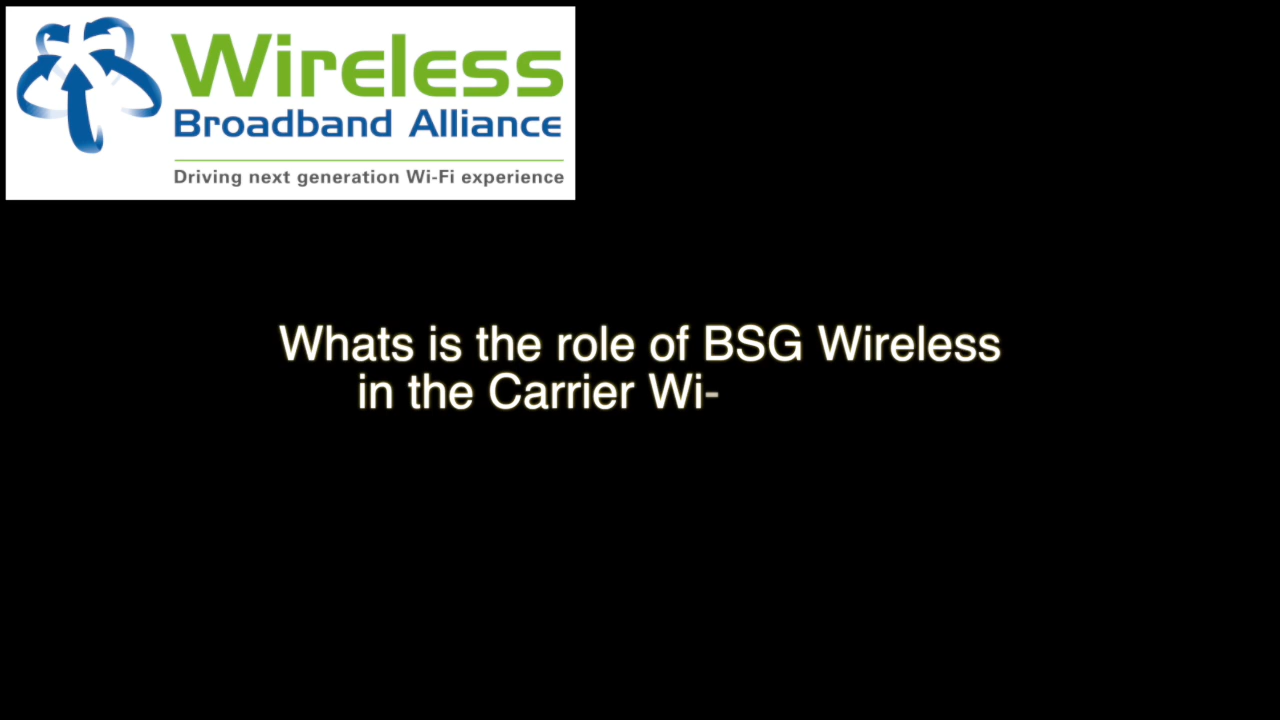 Wireless
Broadband Alliance
Driving next generation Wi-Fi experience
Whats is the role of BSG Wireless
in the Carrier Wi-